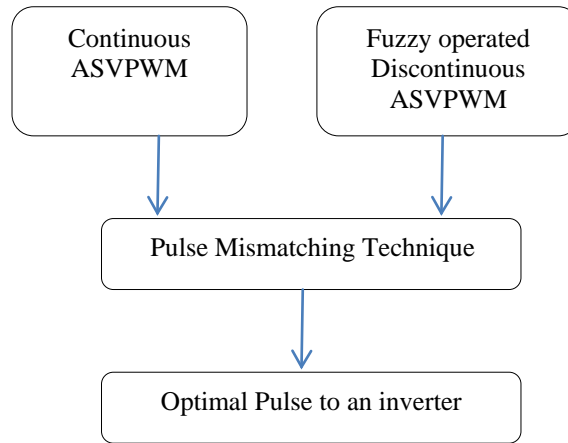 Continuous
ASVPWM
Fuzzy operated
Discontinuous
ASVPWM
Pulse Mismatching Technique
Optimal Pulse to an inverter